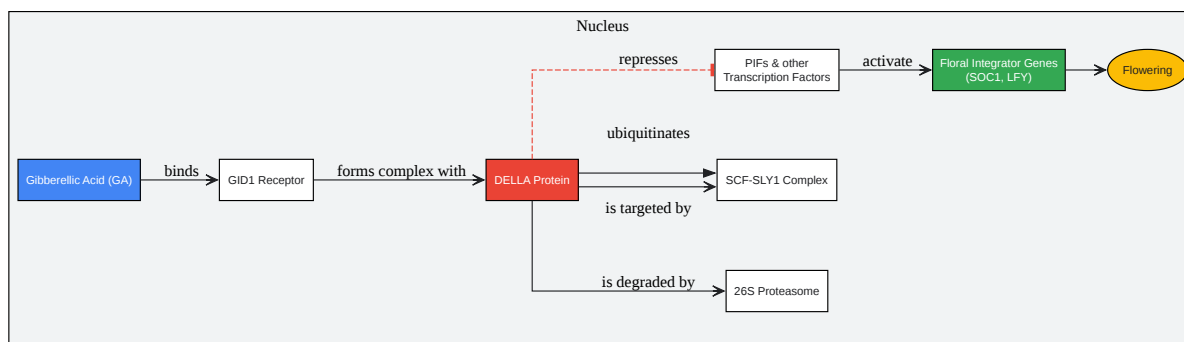 Nucleus
represses
PIFs & other
Transcription Factors
activate
Floral Integrator Genes
(SOC1, LFY)
Flowering
ubiquitinates
Gibberellic Acid (GA)
binds
GID1 Receptor
forms complex with
DELLA Protein
SCF-SLY1 Complex
is targeted by
is degraded by
26S Proteasome